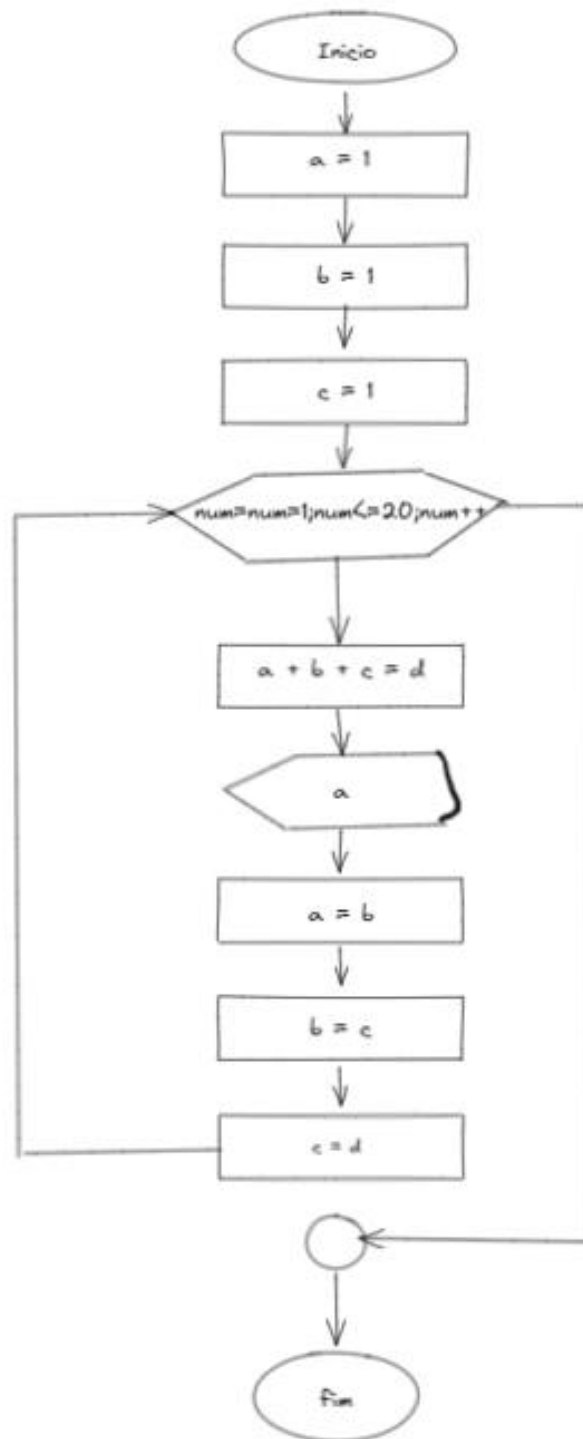 Inicio
a = 1
b = 1
c = 1
num=num=1;num<=20;num++
a + b + c = d
a
a = b
b = c
c = d
fim